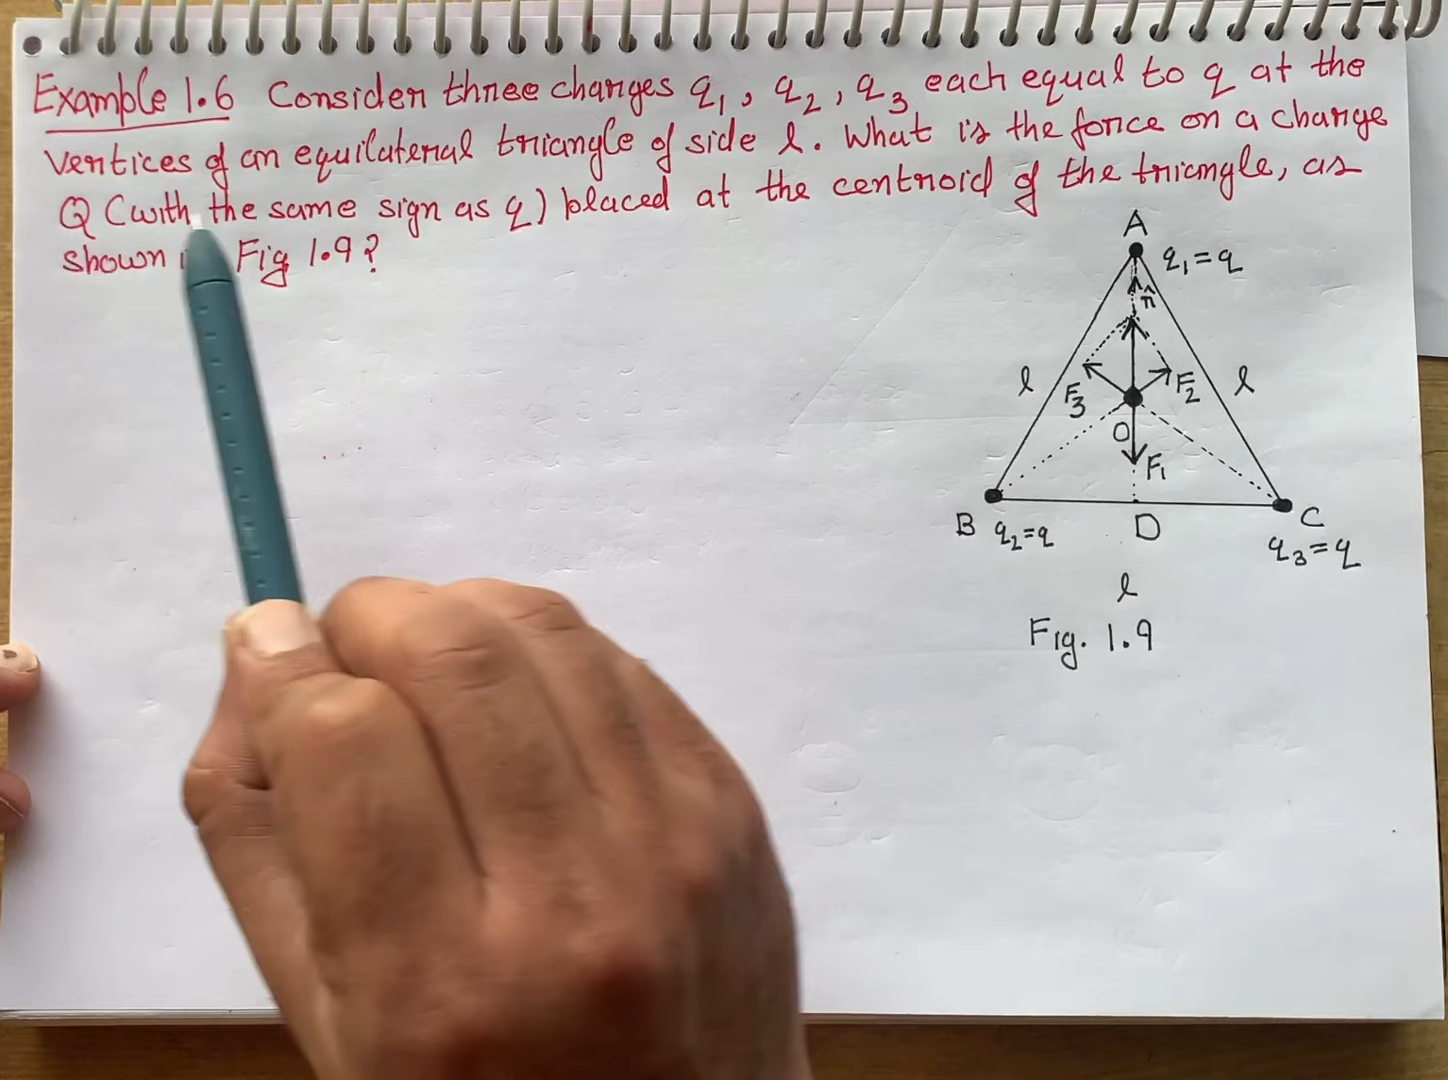 Example 1.6 Consider three charges q₁, q₂, q₃ each equal to q at the
vertices of an equilateral triangle of side l. What is the force on a charge
Q (with the same sign as q) placed at the centroid of the triangle, as
shown Fig 1.9?
A
q₁=q
n̂
l
F₃
F₂
l
O
F₁
B q₂=q
D
C
q₃=q
l
Fig. 1.9